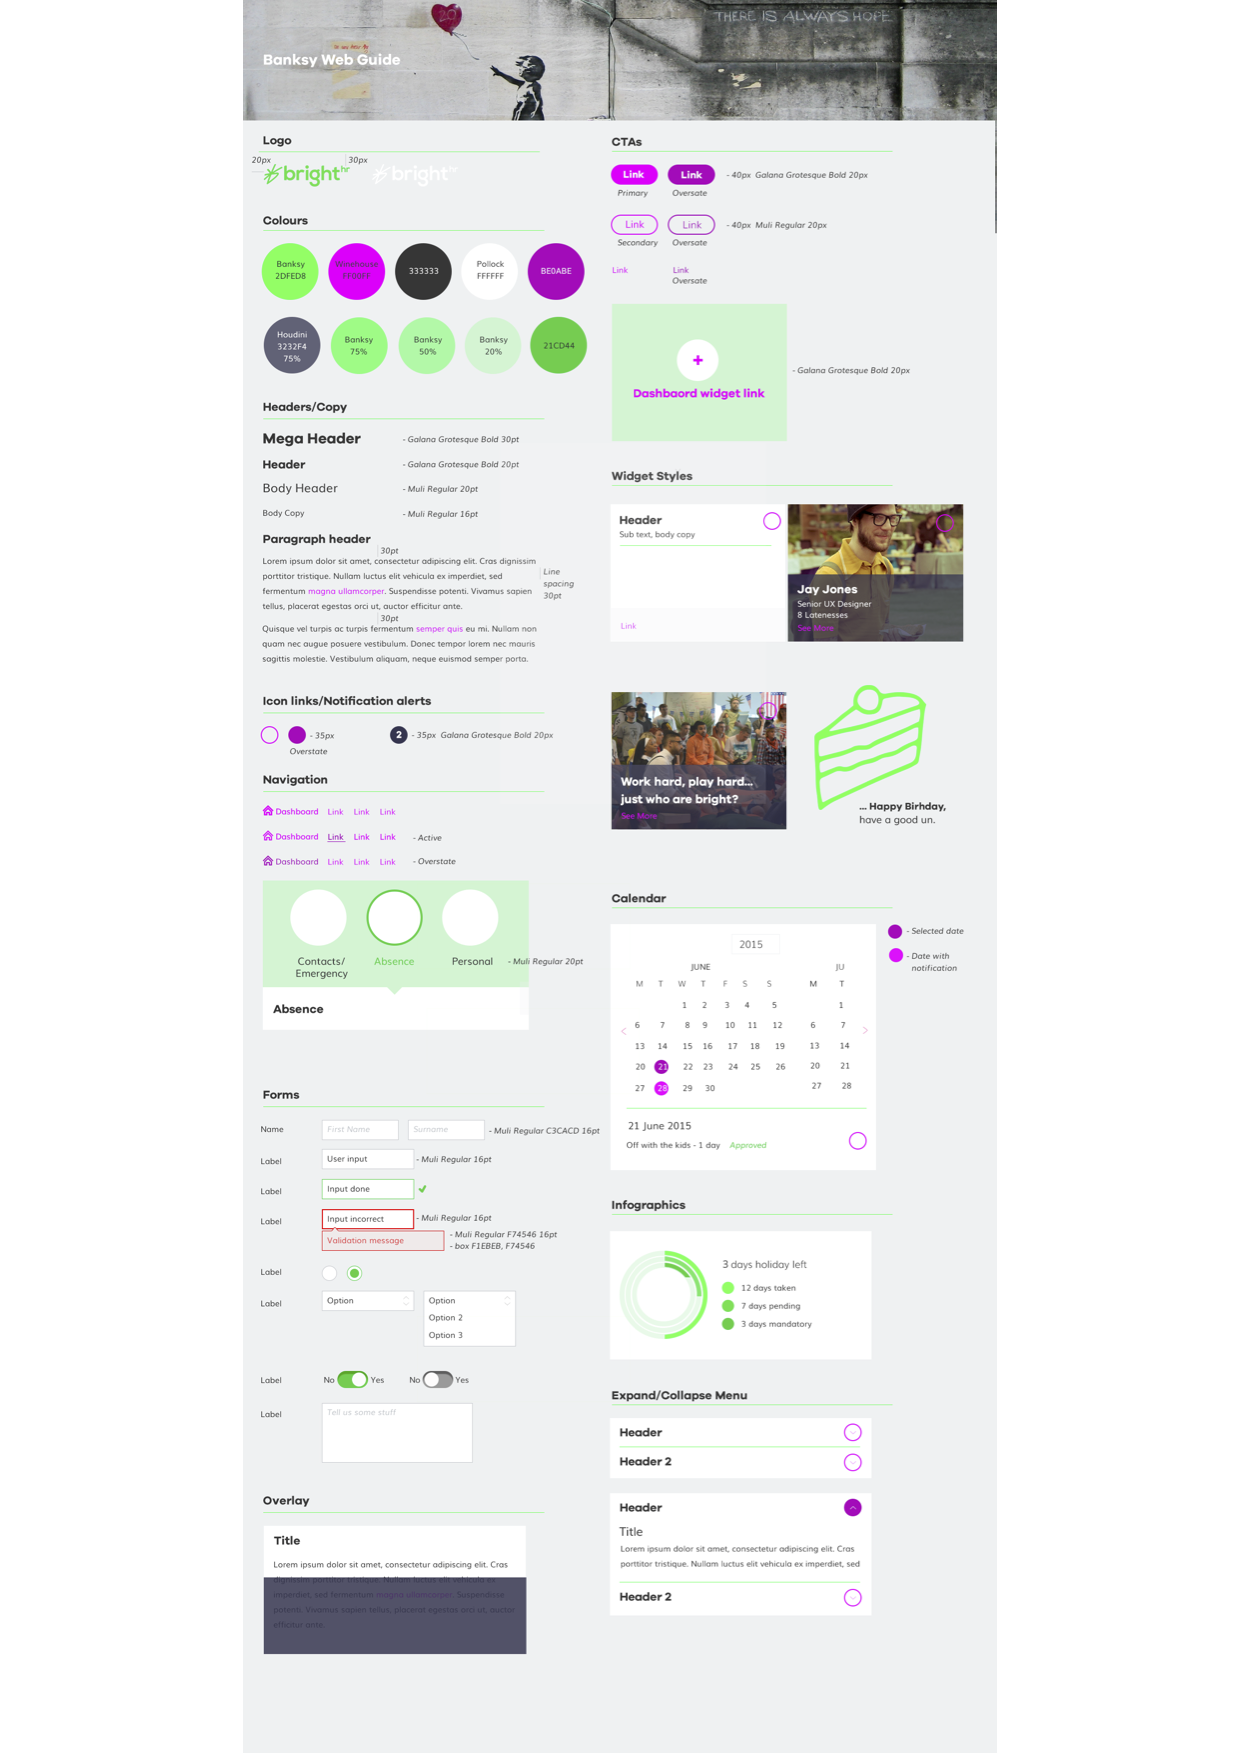 20
THERE IS ALWAYS HOPE
Banksy Web Guide
Logo
20px
30px
brighthr
brighthr
Colours
Banksy
2DFED8
Winehouse
FF00FF
333333
Pollock
FFFFFF
BE0ABE
Houdini
3232F4
75%
Banksy
75%
Banksy
50%
Banksy
20%
21CD44
Headers/Copy
Mega Header - Galana Grotesque Bold 30pt
Header - Galana Grotesque Bold 20pt
Body Header - Muli Regular 20pt
Body Copy - Muli Regular 16pt
Paragraph header
30pt
Lorem ipsum dolor sit amet, consectetur adipiscing elit. Cras dignissim
porttitor tristique. Nullam luctus elit vehicula ex imperdiet, sed
fermentum magna ullamcorper. Suspendisse potenti. Vivamus sapien
tellus, placerat egestas orci ut, auctor efficitur ante.
Line
spacing
30pt
30pt
Quisque vel turpis ac turpis fermentum semper quis eu mi. Nullam non
quam nec augue posuere vestibulum. Donec tempor lorem nec mauris
sagittis molestie. Vestibulum aliquam, neque euismod semper porta.
Icon links/Notification alerts
- 35px
Overstate
2 - 35px Galana Grotesque Bold 20px
Navigation
Dashboard Link Link Link
Dashboard Link Link Link - Active
Dashboard Link Link Link - Overstate
Contacts/
Emergency
Absence
Personal
- Muli Regular 20pt
Absence
Forms
Name First Name Surname - Muli Regular C3CACD 16pt
Label User input - Muli Regular 16pt
Label Input done
Label Input incorrect - Muli Regular 16pt
Validation message
- Muli Regular F74546 16pt
- box F1EBEB, F74546
Label
Label Option Option
Option 2
Option 3
Label No Yes No Yes
Label Tell us some stuff
Overlay
Title
Lorem ipsum dolor sit amet, consectetur adipiscing elit. Cras
dignissim porttitor tristique. Nullam luctus elit vehicula ex
imperdiet, sed fermentum magna ullamcorper. Suspendisse
potenti. Vivamus sapien tellus, placerat egestas orci ut, auctor
efficitur ante.
CTAs
Link Link - 40px Galana Grotesque Bold 20px
Primary Oversate
Link Link - 40px Muli Regular 20px
Secondary Oversate
Link Link
Oversate
+
Dashbaord widget link
- Galana Grotesque Bold 20px
Widget Styles
Header
Sub text, body copy
Link
Jay Jones
Senior UX Designer
8 Latenesses
See More
Work hard, play hard...
just who are bright?
See More
... Happy Birhday,
have a good un.
Calendar
2015
JUNE JU
M T W T F S S M T
1 2 3 4 5 1
6 7 8 9 10 11 12 6 7
13 14 15 16 17 18 19 13 14
20 21 22 23 24 25 26 20 21
27 28 29 30 27 28
- Selected date
- Date with
notification
21 June 2015
Off with the kids - 1 day Approved
Infographics
3 days holiday left
12 days taken
7 days pending
3 days mandatory
Expand/Collapse Menu
Header
Header 2
Header
Title
Lorem ipsum dolor sit amet, consectetur adipiscing elit. Cras
porttitor tristique. Nullam luctus elit vehicula ex imperdiet, sed
Header 2